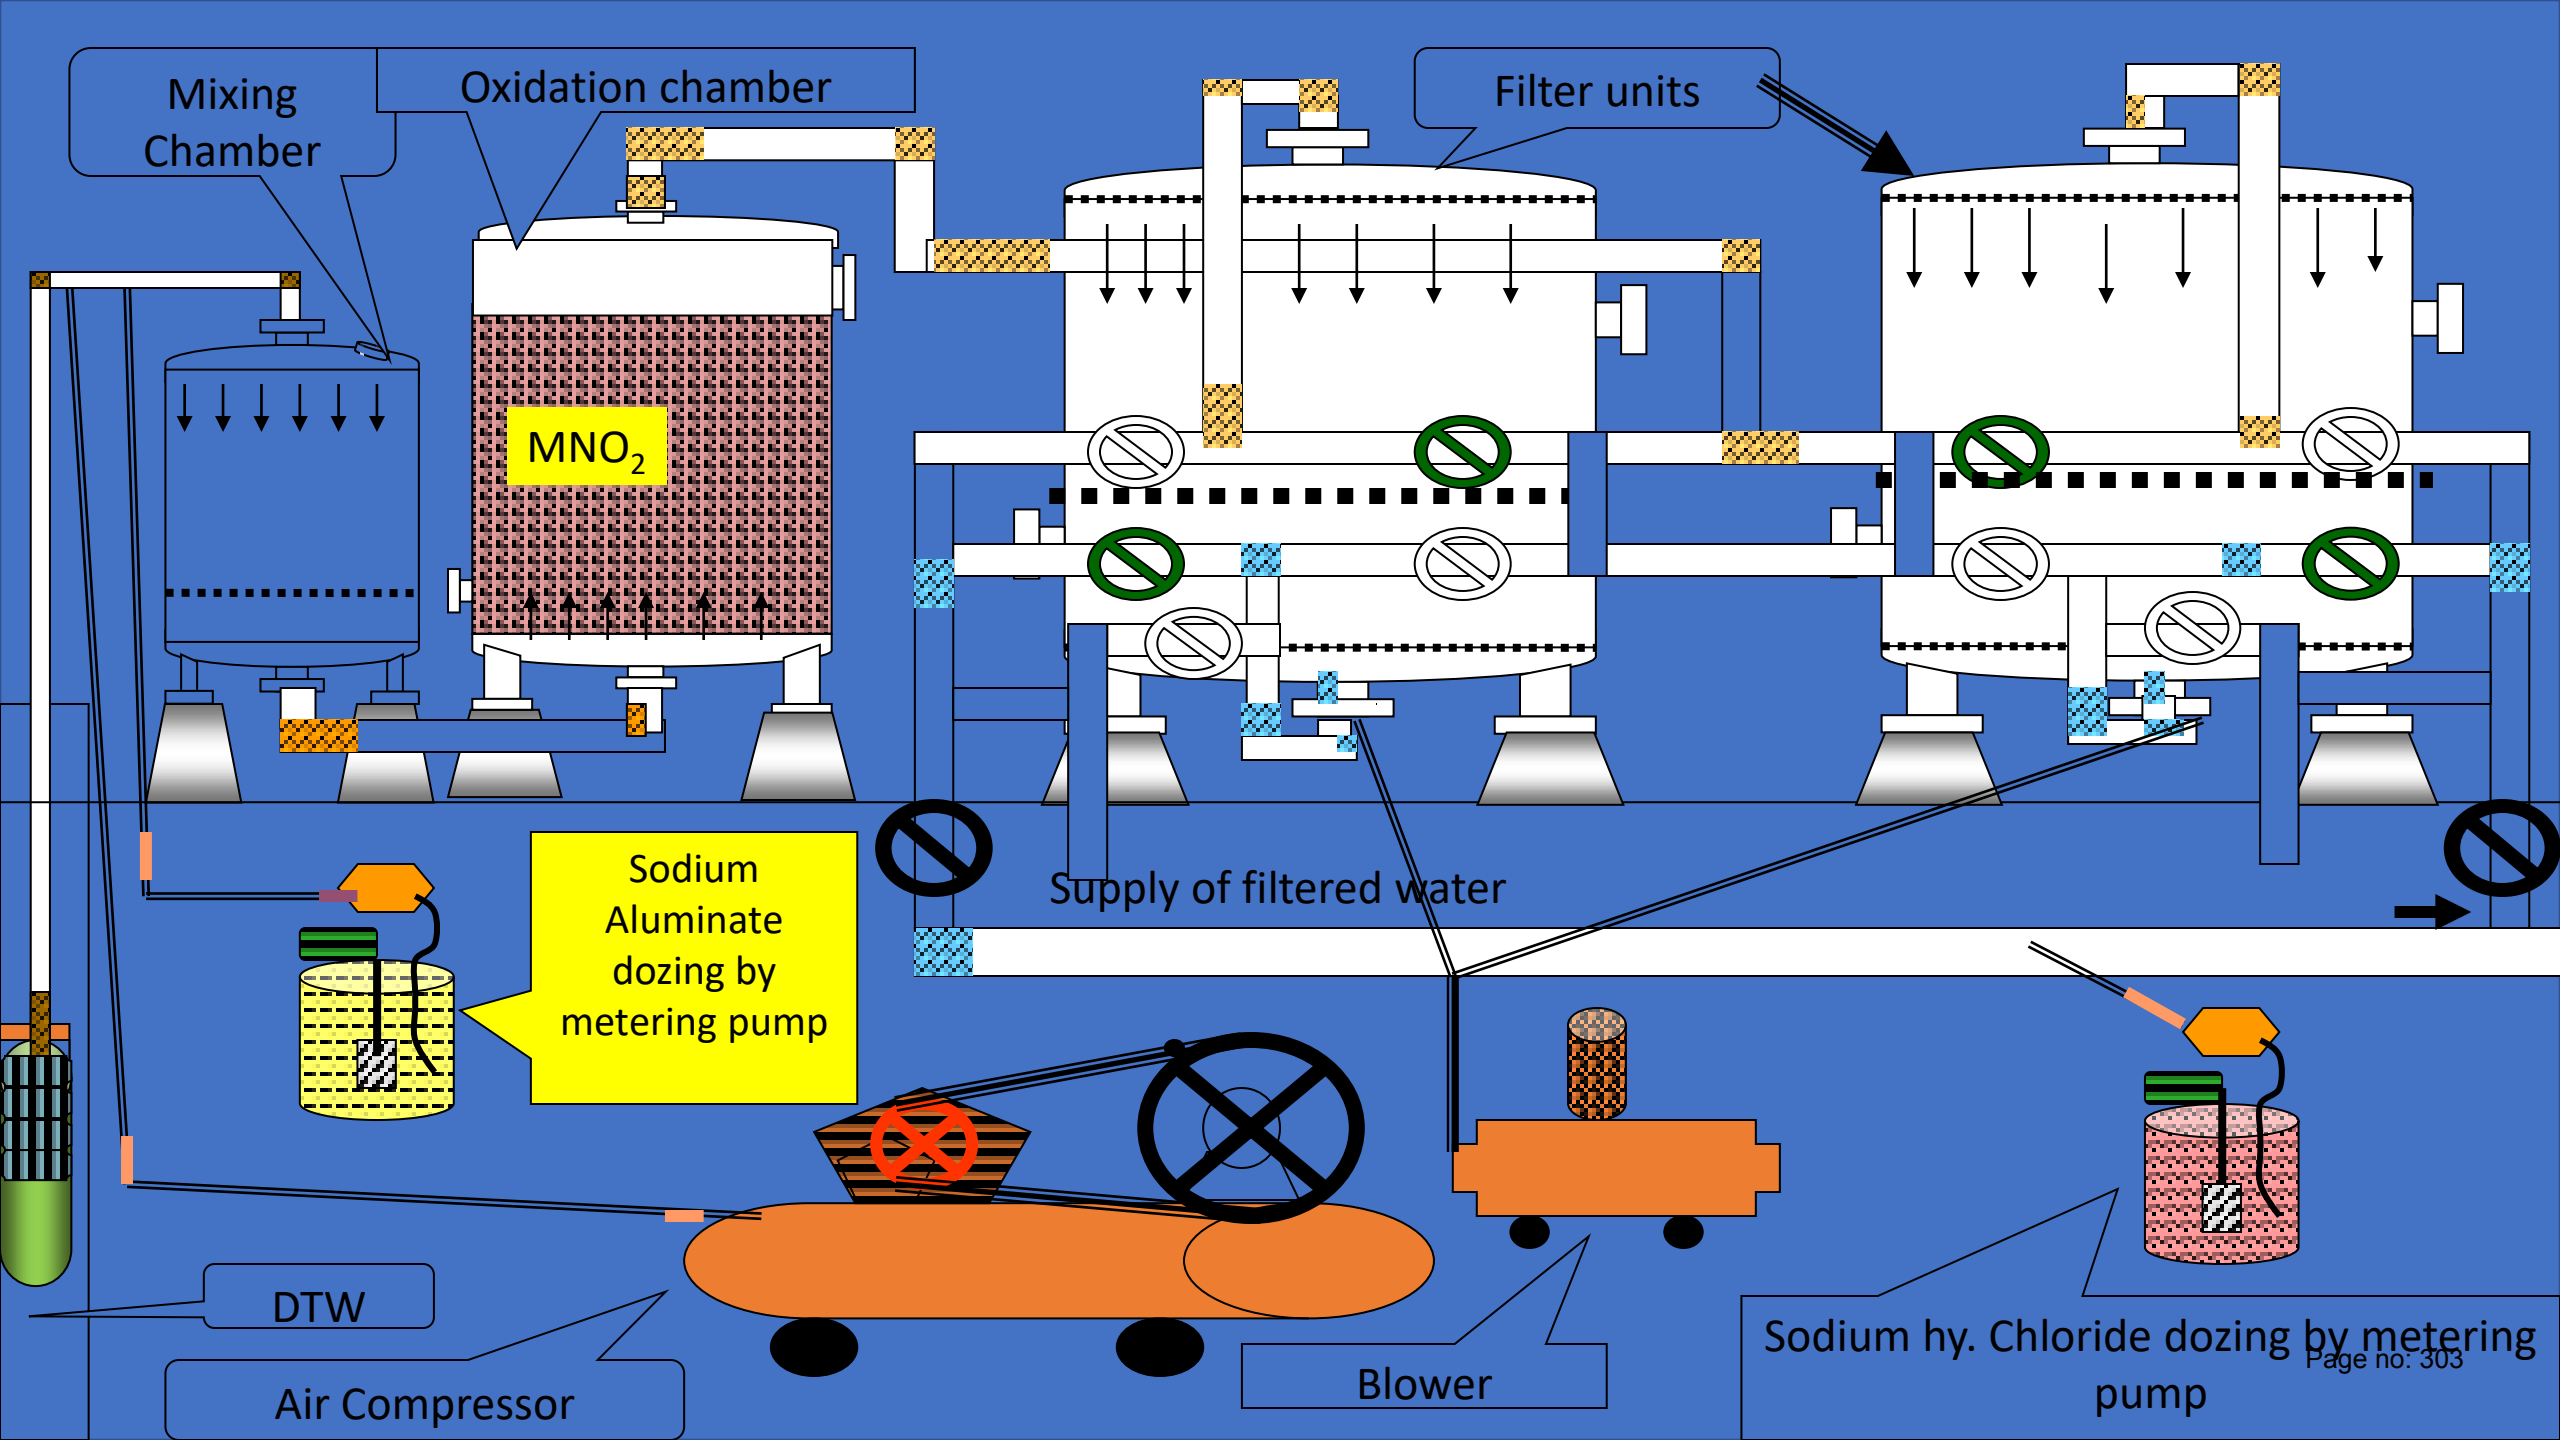 Mixing
Chamber
Oxidation chamber
Filter units
MNO₂
Sodium
Aluminate
dozing by
metering pump
Supply of filtered water
DTW
Air Compressor
Blower
Sodium hy. Chloride dozing by metering
pump
Page no: 303